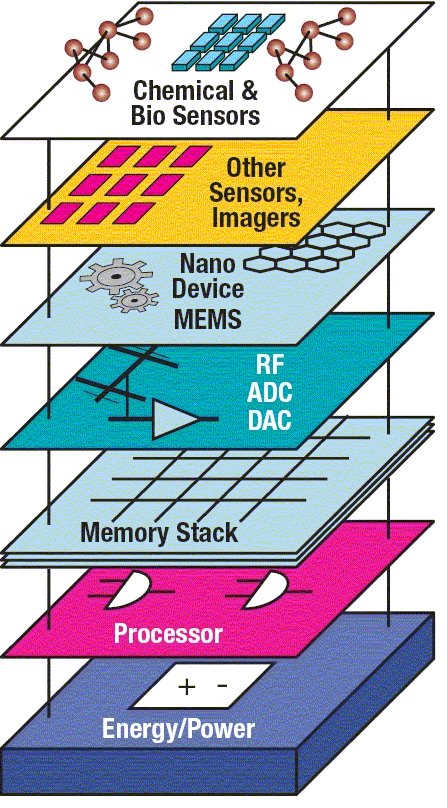 Chemical &
Bio Sensors
Other
Sensors,
Imagers
Nano
Device
MEMS
RF
ADC
DAC
Memory Stack
Processor
+ -
Energy/Power